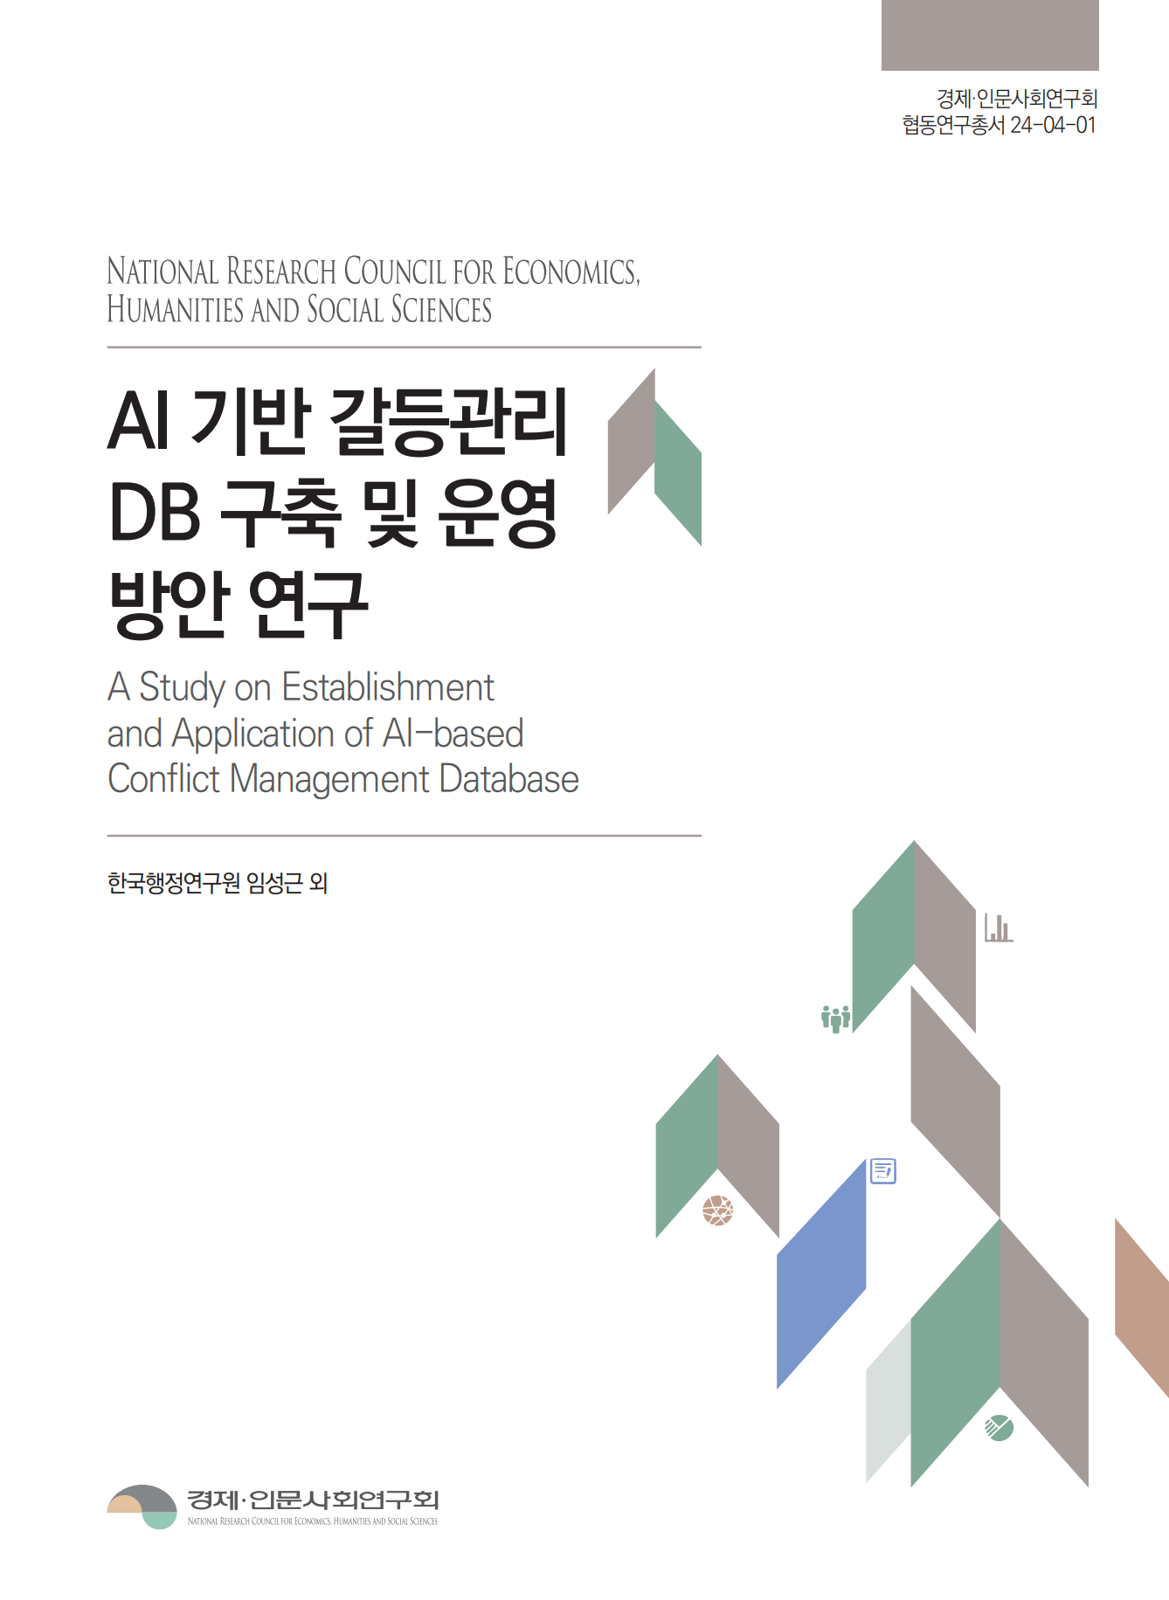 경제·인문사회연구회
협동연구총서 24-04-01
NATIONAL RESEARCH COUNCIL FOR ECONOMICS,
HUMANITIES AND SOCIAL SCIENCES
AI 기반 갈등관리
DB 구축 및 운영
방안 연구
A Study on Establishment
and Application of AI-based
Conflict Management Database
한국행정연구원 임성근 외
경제·인문사회연구회
NATIONAL RESEARCH COUNCIL FOR ECONOMICS, HUMANITIES AND SOCIAL SCIENCES